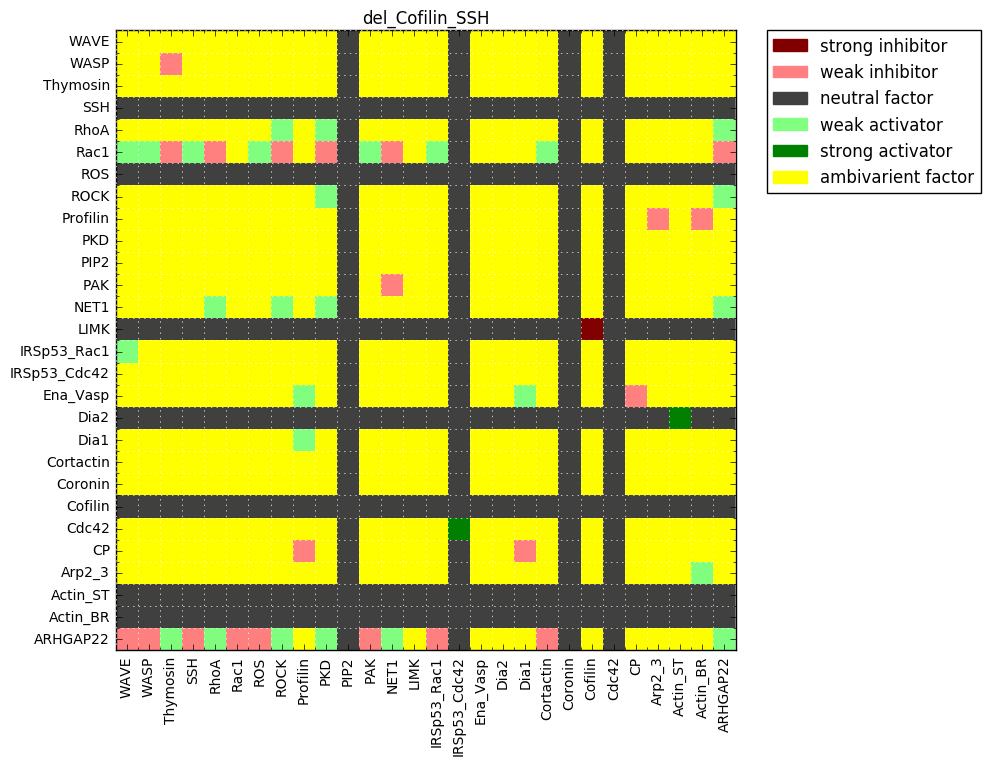 del_Cofilin_SSH
strong inhibitor
weak inhibitor
neutral factor
weak activator
strong activator
ambivarient factor
WAVE
WASP
Thymosin
SSH
RhoA
Rac1
ROS
ROCK
Profilin
PKD
PIP2
PAK
NET1
LIMK
IRSp53_Rac1
IRSp53_Cdc42
Ena_Vasp
Dia2
Dia1
Cortactin
Coronin
Cofilin
Cdc42
CP
Arp2_3
Actin_ST
Actin_BR
ARHGAP22
WAVE
WASP
Thymosin
SSH
RhoA
Rac1
ROS
ROCK
Profilin
PKD
PIP2
PAK
NET1
LIMK
IRSp53_Rac1
IRSp53_Cdc42
Ena_Vasp
Dia2
Dia1
Cortactin
Coronin
Cofilin
Cdc42
CP
Arp2_3
Actin_ST
Actin_BR
ARHGAP22